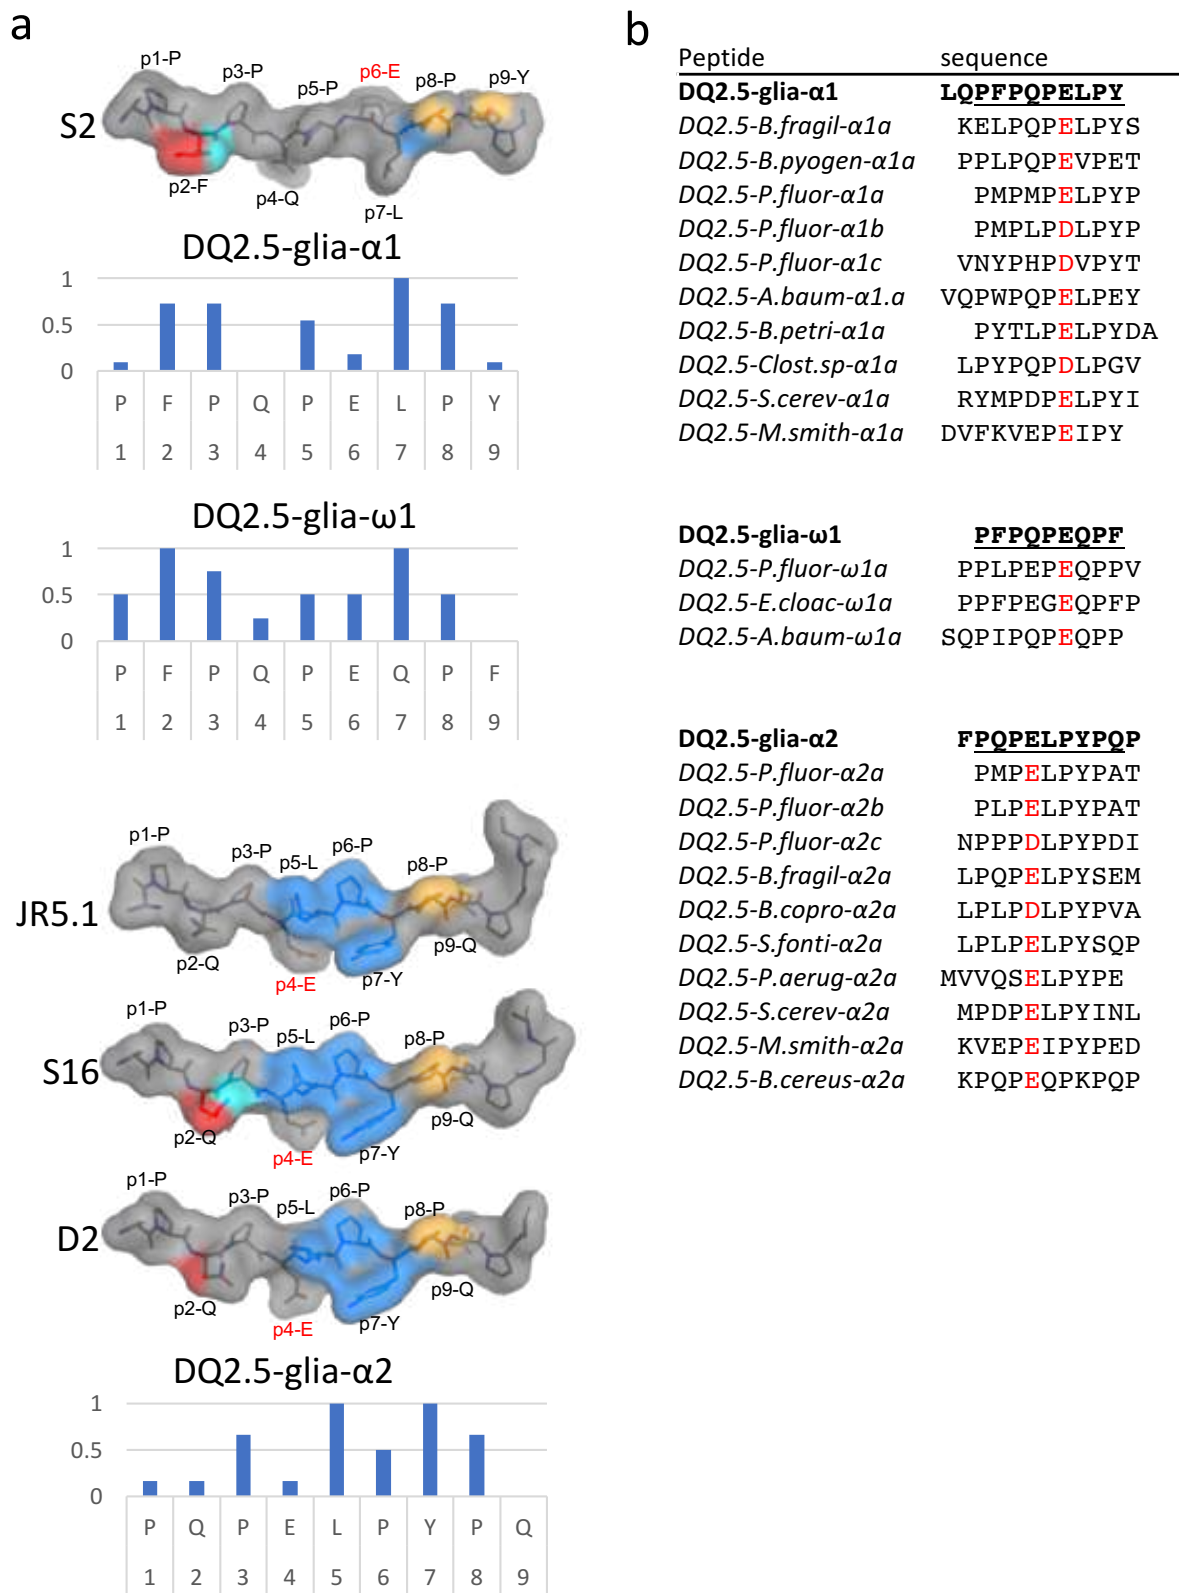 a
p1-P
p3-P
p5-P
p6-E
p8-P
p9-Y
S2
p2-F
p4-Q
p7-L
DQ2.5-glia-α1
1
0.5
0
P F P Q P E L P Y
1 2 3 4 5 6 7 8 9
DQ2.5-glia-ω1
1
0.5
0
P F P Q P E Q P F
1 2 3 4 5 6 7 8 9
p1-P
p3-P
p5-L
p6-P
p8-P
JR5.1
p2-Q
p4-E
p7-Y
p9-Q
p1-P
p3-P
p5-L
p6-P
p8-P
S16
p2-Q
p4-E
p7-Y
p9-Q
p1-P
p3-P
p5-L
p6-P
p8-P
D2
p2-Q
p4-E
p7-Y
p9-Q
DQ2.5-glia-α2
1
0.5
0
P Q P E L P Y P Q
1 2 3 4 5 6 7 8 9
b
Peptide sequence
DQ2.5-glia-α1 LQPFPQPELPY
DQ2.5-B.fragil-α1a KELPQPELPYS
DQ2.5-B.pyogen-α1a PPLPQPEVPET
DQ2.5-P.fluor-α1a PMPMPELPYP
DQ2.5-P.fluor-α1b PMPLPDLPYP
DQ2.5-P.fluor-α1c VNYPHPDVPYT
DQ2.5-A.baum-α1.a VQPWPQPELPEY
DQ2.5-B.petri-α1a PYTLPELPYDA
DQ2.5-Clost.sp-α1a LPYPQPDLPGV
DQ2.5-S.cerev-α1a RYMPDPELPYI
DQ2.5-M.smith-α1a DVFKVEPEIPY
DQ2.5-glia-ω1 PFPQPEQPF
DQ2.5-P.fluor-ω1a PPLPEPEQPPV
DQ2.5-E.cloac-ω1a PPFPEGEQPFP
DQ2.5-A.baum-ω1a SQPIPQPEQPP
DQ2.5-glia-α2 FPQPELPYPQP
DQ2.5-P.fluor-α2a PMPELPYPAT
DQ2.5-P.fluor-α2b PLPELPYPAT
DQ2.5-P.fluor-α2c NPPPDLPYPDI
DQ2.5-B.fragil-α2a LPQPELPYSEM
DQ2.5-B.copro-α2a LPLPDLPYPVA
DQ2.5-S.fonti-α2a LPLPELPYSQP
DQ2.5-P.aerug-α2a MVVQSELPYPE
DQ2.5-S.cerev-α2a MPDPELPYINL
DQ2.5-M.smith-α2a KVEPEIPYPED
DQ2.5-B.cereus-α2a KPQPEQPKPQP